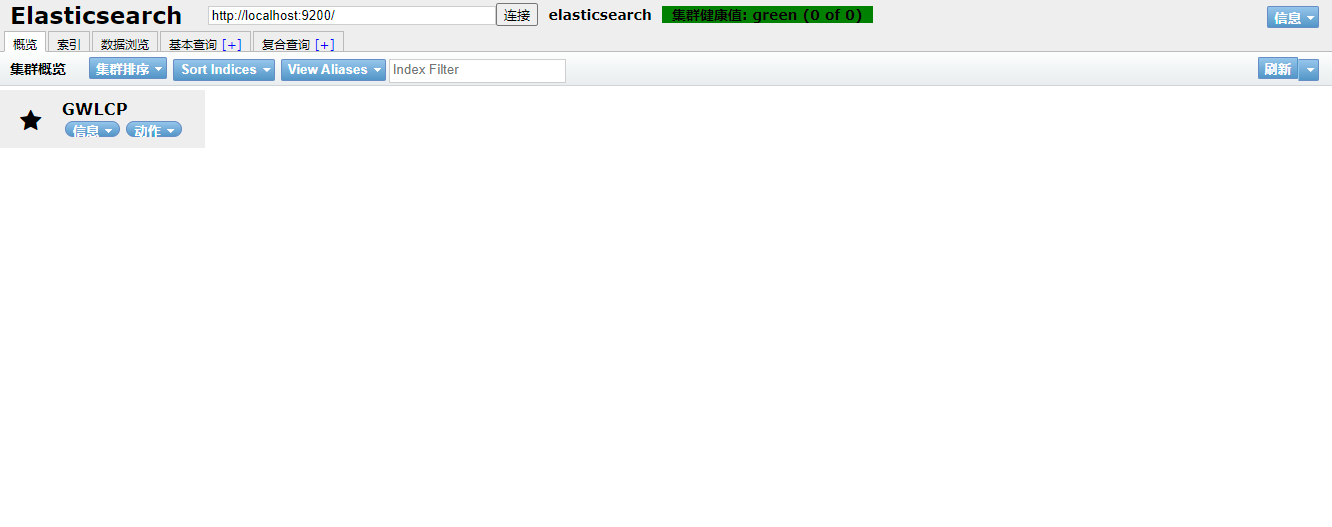 Elasticsearch http://localhost:9200/ 连接 elasticsearch 集群健康值: green (0 of 0) 信息
概览 索引 数据浏览 基本查询 [+] 复合查询 [+]
集群概览 集群排序 Sort Indices View Aliases Index Filter 刷新
GWLCP
信息 动作